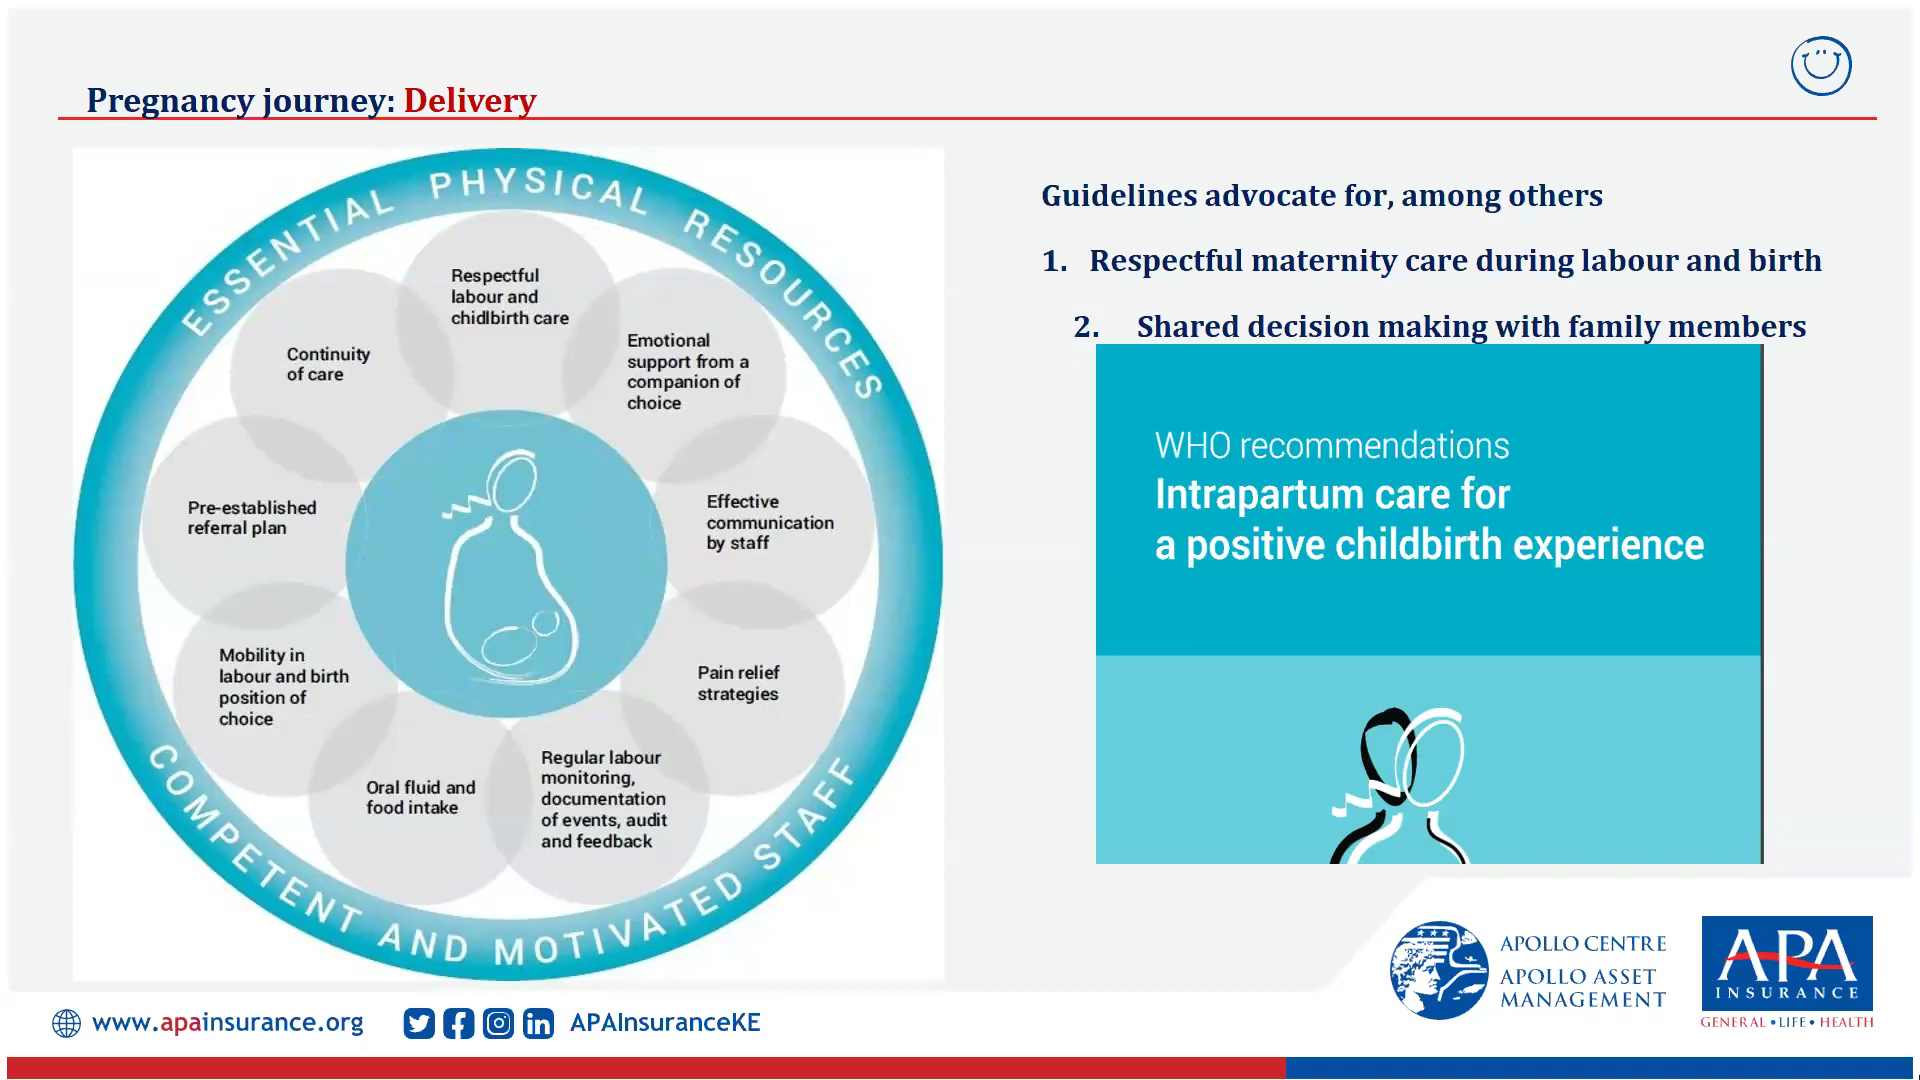 Pregnancy journey: Delivery
ESSENTIAL PHYSICAL RESOURCES
Respectful
labour and
chidlbirth care
Emotional
support from a
companion of
choice
Effective
communication
by staff
Pain relief
strategies
Regular labour
monitoring,
documentation
of events, audit
and feedback
Oral fluid and
food intake
Mobility in
labour and birth
position of
choice
Pre-established
referral plan
Continuity
of care
COMPETENT AND MOTIVATED STAFF
Guidelines advocate for, among others
1. Respectful maternity care during labour and birth
2. Shared decision making with family members
WHO recommendations
Intrapartum care for
a positive childbirth experience
APOLLO CENTRE
APOLLO ASSET
MANAGEMENT
APA
INSURANCE
GENERAL • LIFE • HEALTH
www.apainsurance.org
APAInsuranceKE